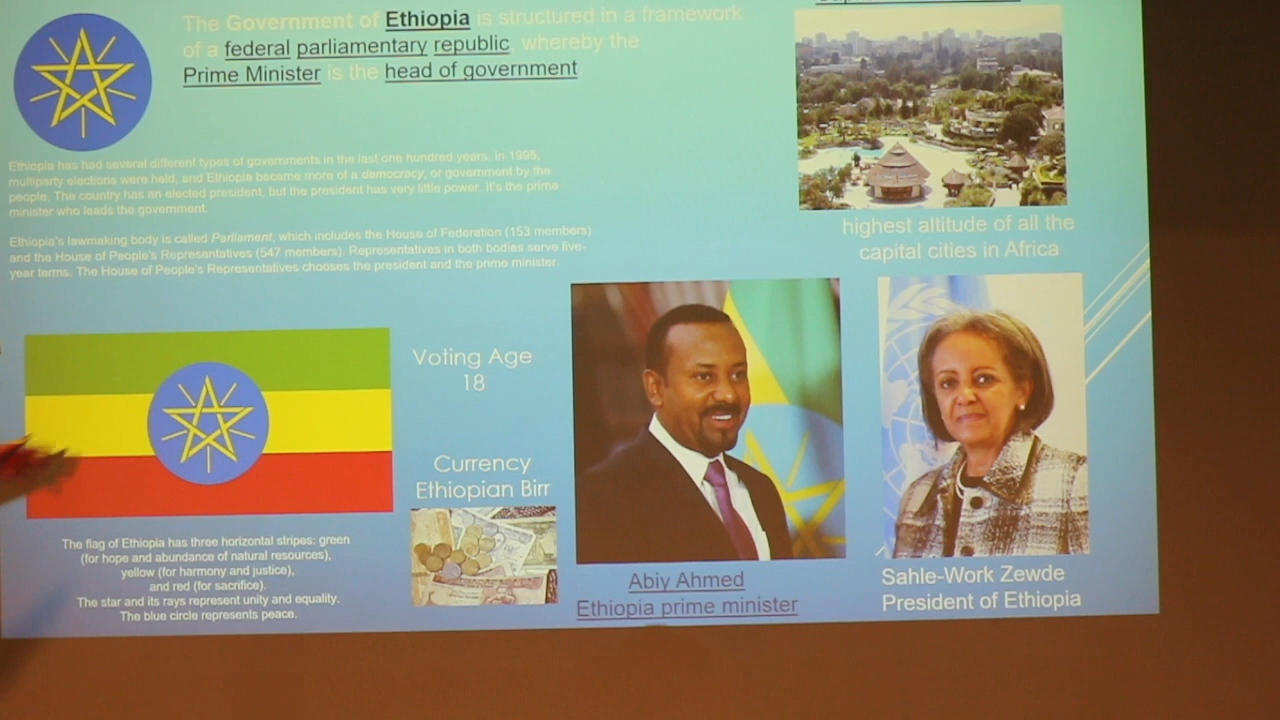 The Government of Ethiopia is structured in a framework
of a federal parliamentary republic, whereby the
Prime Minister is the head of government
Ethiopia has had several different types of governments in the last one hundred years. In 1995,
multiparty elections were held, and Ethiopia became more of a democracy, or government by the
people. The country has an elected president, but the president has very little power. It's the prime
minister who leads the government.
Ethiopia's lawmaking body is called Parliament, which includes the House of Federation (153 members)
and the House of People's Representatives (547 members). Representatives in both bodies serve five-
year terms. The House of People's Representatives chooses the president and the prime minister.
highest altitude of all the
capital cities in Africa
Voting Age
18
Currency
Ethiopian Birr
The flag of Ethiopia has three horizontal stripes: green
(for hope and abundance of natural resources),
yellow (for harmony and justice),
and red (for sacrifice).
The star and its rays represent unity and equality.
The blue circle represents peace.
Abiy Ahmed
Ethiopia prime minister
Sahle-Work Zewde
President of Ethiopia